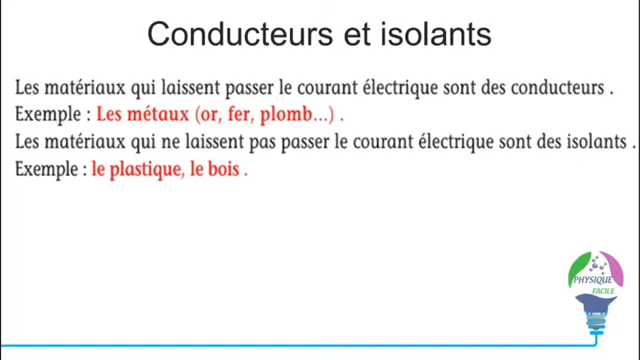 Conducteurs et isolants
Les matériaux qui laissent passer le courant électrique sont des conducteurs .
Exemple : Les métaux (or, fer, plomb...) .
Les matériaux qui ne laissent pas passer le courant électrique sont des isolants .
Exemple : le plastique, le bois .
PHYSIQUE
FACILE